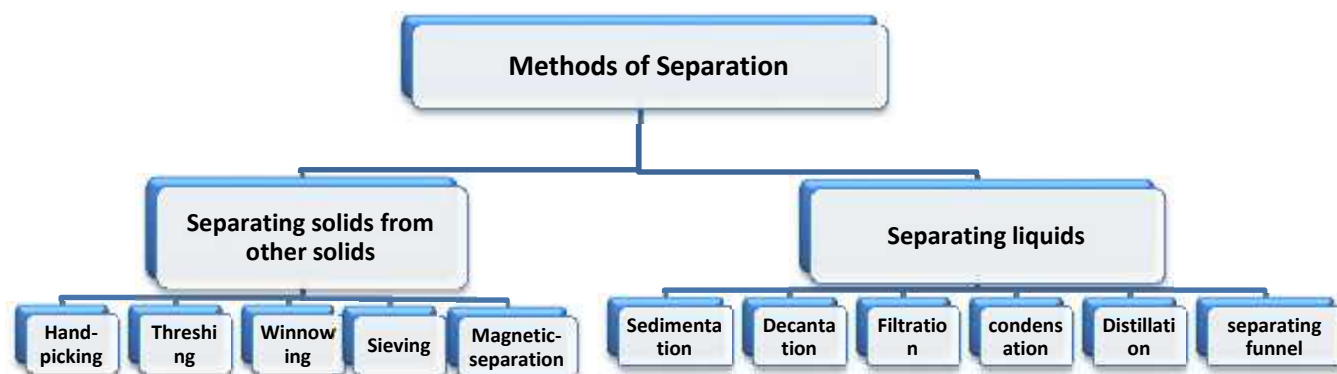 Methods of Separation
Separating solids from
other solids
Separating liquids
Hand-
picking
Threshi
ng
Winnow
ing
Sieving
Magnetic-
separation
Sedimenta
tion
Decanta
tion
Filtratio
n
condens
ation
Distillati
on
separating
funnel